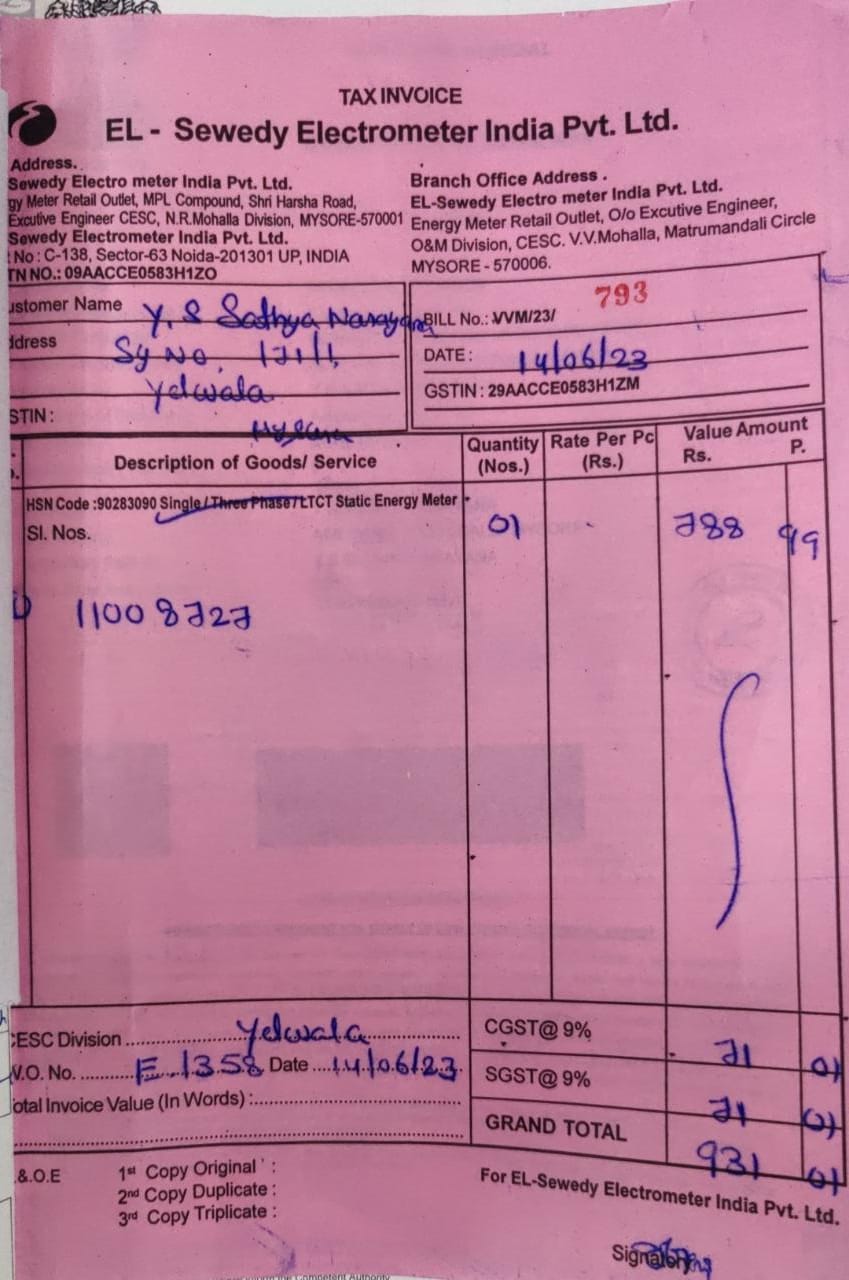 TAX INVOICE
EL - Sewedy Electrometer India Pvt. Ltd.
Address.
Sewedy Electro meter India Pvt. Ltd.
gy Meter Retail Outlet, MPL Compound, Shri Harsha Road,
Excutive Engineer CESC, N.R.Mohalla Division, MYSORE-570001
Sewedy Electrometer India Pvt. Ltd.
No : C-138, Sector-63 Noida-201301 UP, INDIA
TN NO.: 09AACCE0583H1ZO
Branch Office Address .
EL-Sewedy Electro meter India Pvt. Ltd.
Energy Meter Retail Outlet, O/o Excutive Engineer,
O&M Division, CESC. V.V.Mohalla, Matrumandali Circle
MYSORE - 570006.
ustomer Name Y. S Sathya Narayana
ddress Sy No. 171/1,
Yelwala
STIN :
Mysuru
BILL No.: VVM/23/ 793
DATE : 14/06/23
GSTIN : 29AACCE0583H1ZM
Description of Goods/ Service
Quantity (Nos.)
Rate Per Pc (Rs.)
Value Amount
Rs. P.
HSN Code :90283090 Single / Three Phase / LTCT Static Energy Meter
Sl. Nos. 01 788 99
11008727
CESC Division ........ Yelwala ........
W.O. No. ........ E.1358 Date .... 14/06/23
otal Invoice Value (In Words) :........
CGST@ 9% 71 01
SGST@ 9% 71 01
GRAND TOTAL 931 01
.&.O.E
1st Copy Original :
2nd Copy Duplicate :
3rd Copy Triplicate :
For EL-Sewedy Electrometer India Pvt. Ltd.
Signatory